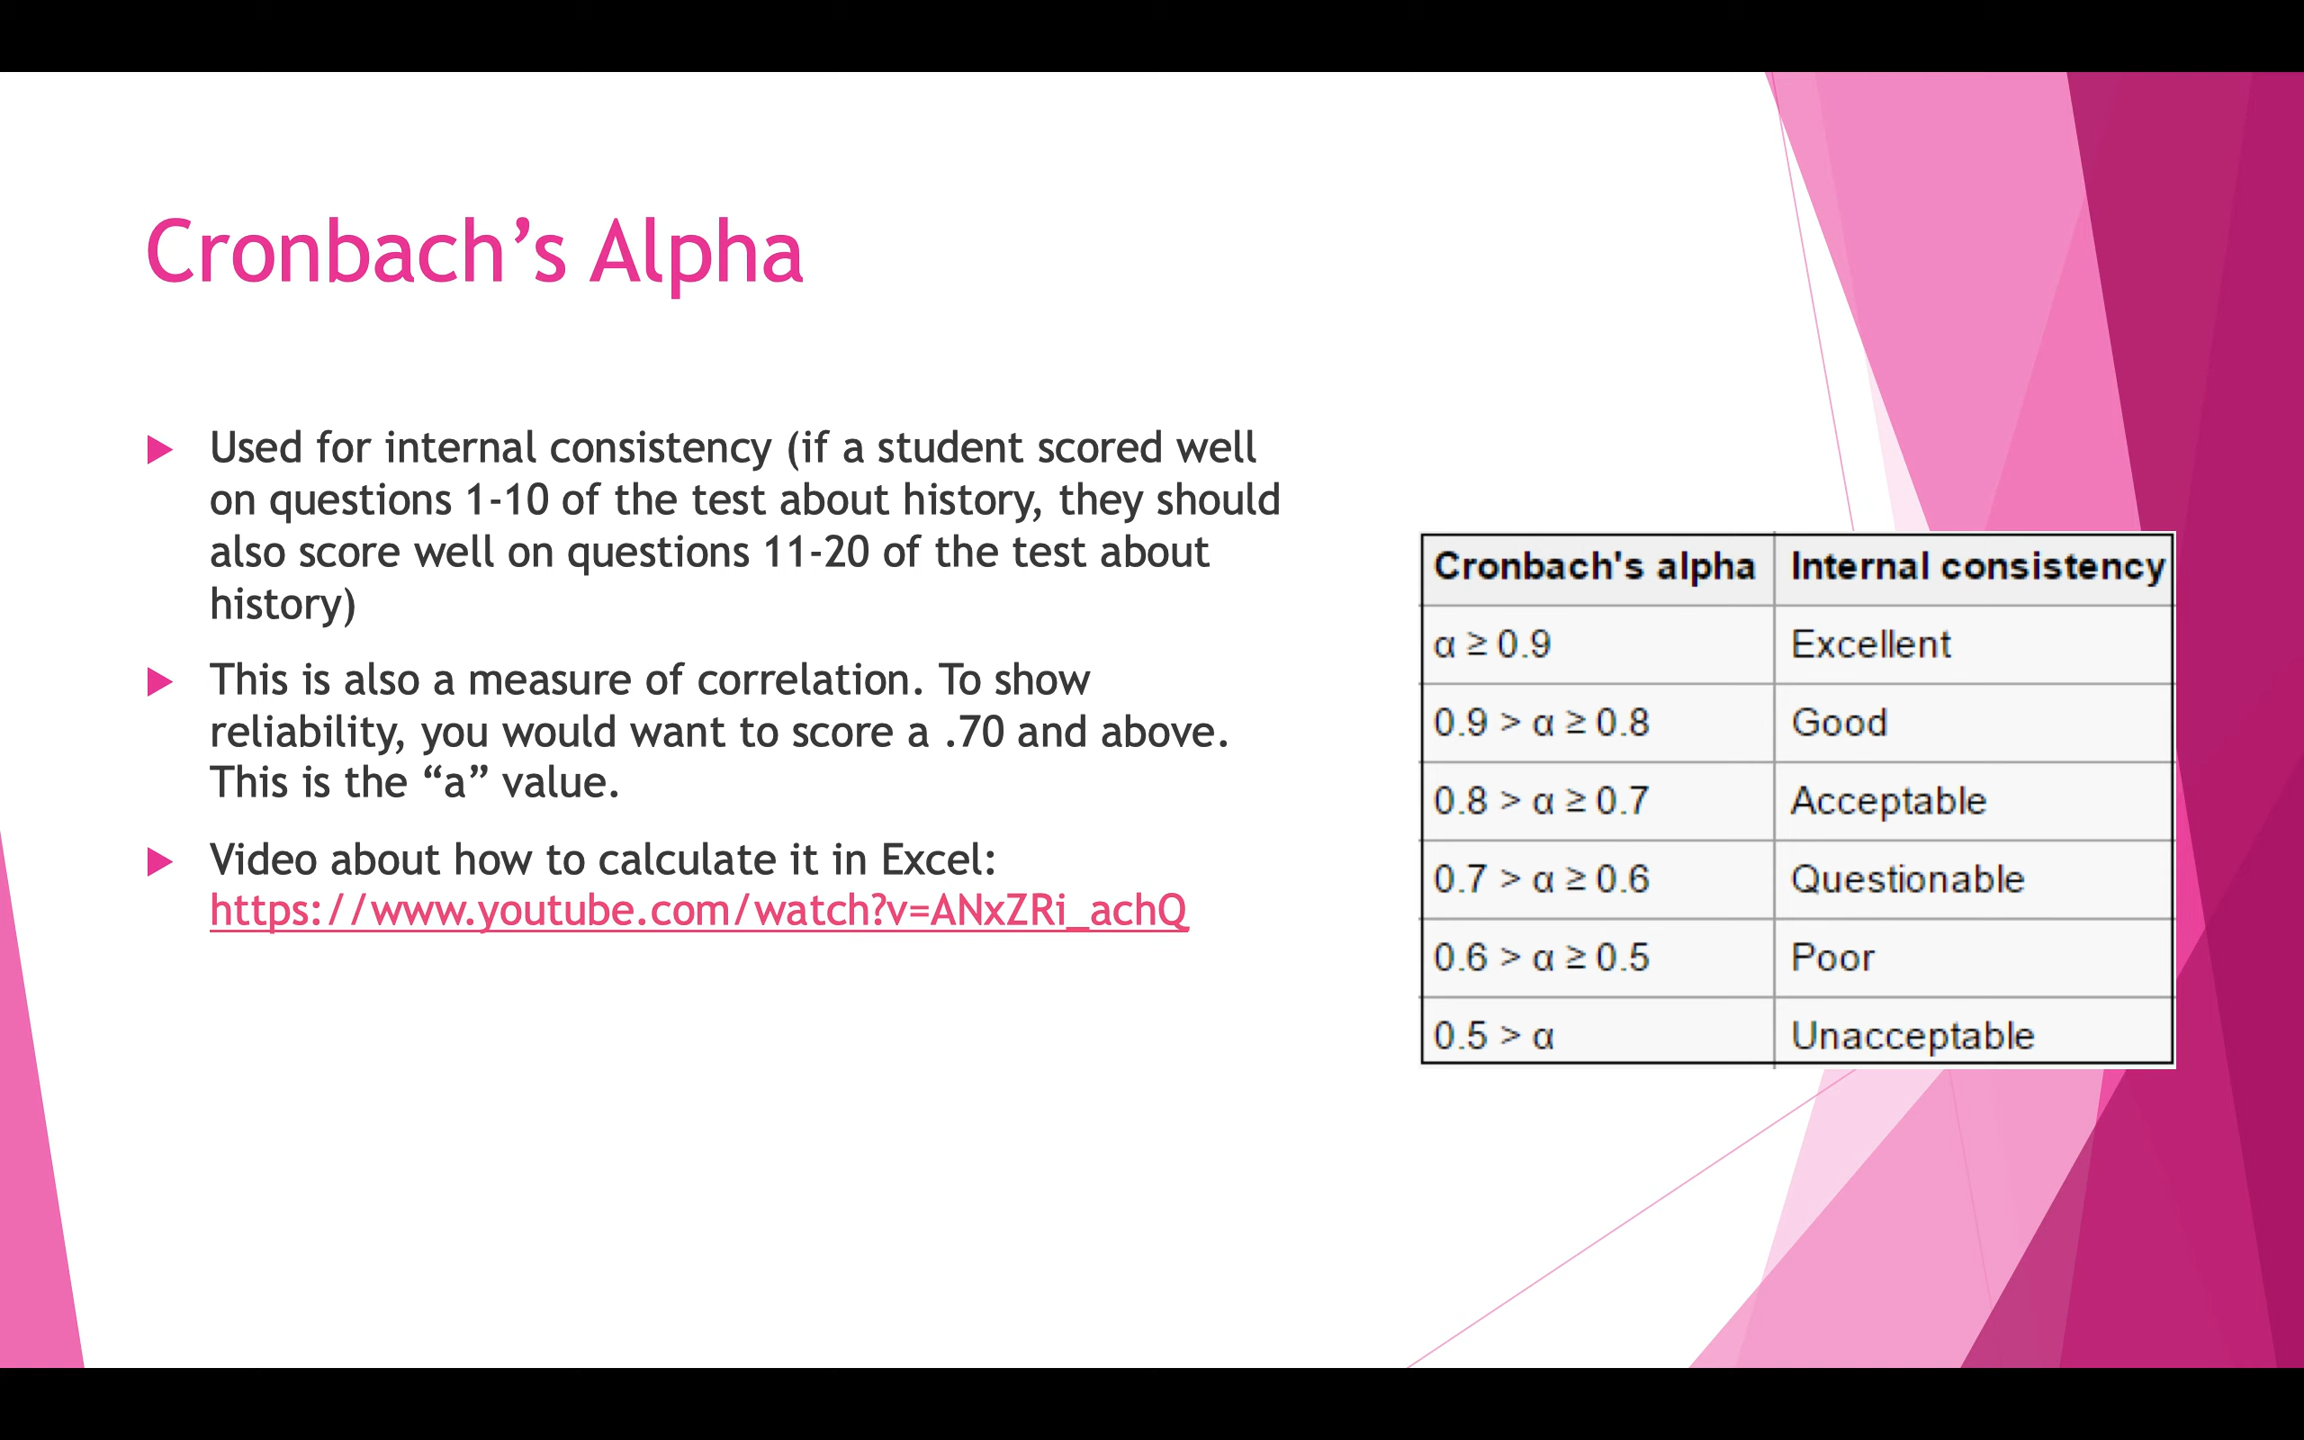 Cronbach’s Alpha
Used for internal consistency (if a student scored well
on questions 1-10 of the test about history, they should
also score well on questions 11-20 of the test about
history)
This is also a measure of correlation. To show
reliability, you would want to score a .70 and above.
This is the “a” value.
Video about how to calculate it in Excel:
https://www.youtube.com/watch?v=ANxZRi_achQ
Cronbach's alpha Internal consistency
α ≥ 0.9 Excellent
0.9 > α ≥ 0.8 Good
0.8 > α ≥ 0.7 Acceptable
0.7 > α ≥ 0.6 Questionable
0.6 > α ≥ 0.5 Poor
0.5 > α Unacceptable